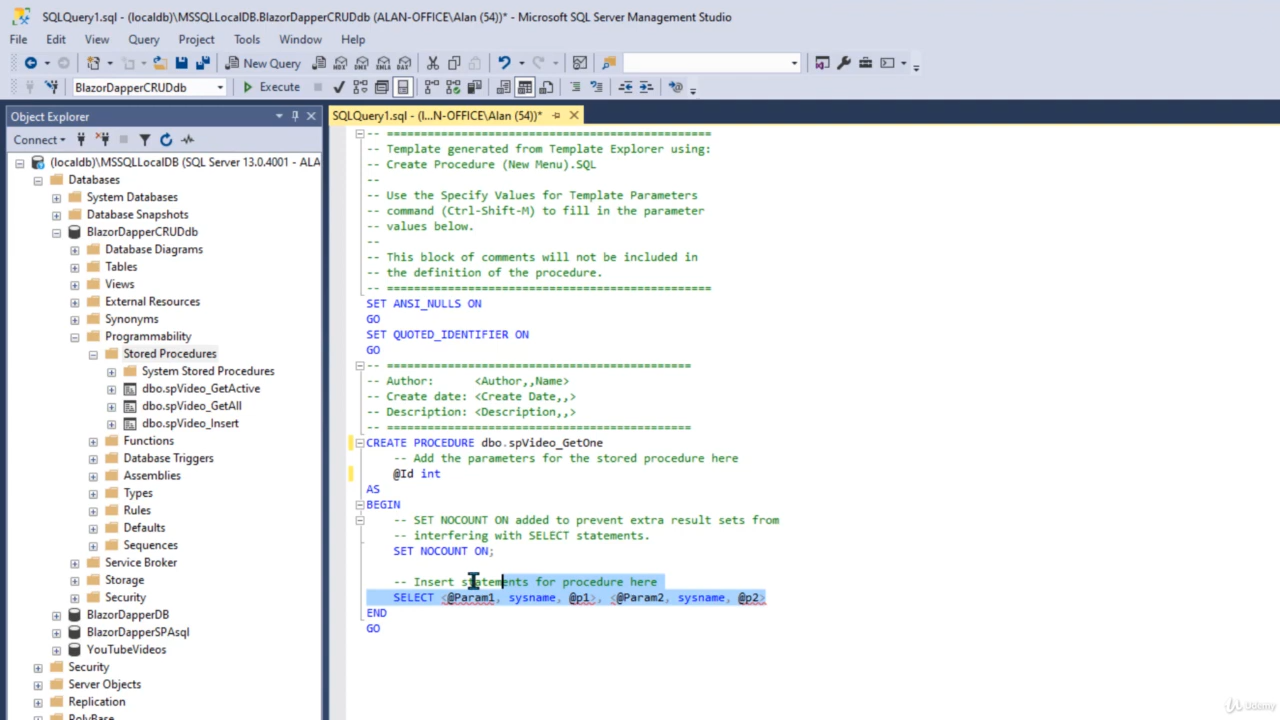 SQLQuery1.sql - (localdb)\MSSQLLocalDB.BlazorDapperCRUDdb (ALAN-OFFICE\Alan (54))* - Microsoft SQL Server Management Studio
File Edit View Query Project Tools Window Help
New Query
MDX DMX XMLA DAX
BlazorDapperCRUDdb Execute
Object Explorer
SQLQuery1.sql - (l...N-OFFICE\Alan (54))*
Connect
(localdb)\MSSQLLocalDB (SQL Server 13.0.4001 - ALA
Databases
System Databases
Database Snapshots
BlazorDapperCRUDdb
Database Diagrams
Tables
Views
External Resources
Synonyms
Programmability
Stored Procedures
System Stored Procedures
dbo.spVideo_GetActive
dbo.spVideo_GetAll
dbo.spVideo_Insert
Functions
Database Triggers
Assemblies
Types
Rules
Defaults
Sequences
Service Broker
Storage
Security
BlazorDapperDB
BlazorDapperSPAsql
YouTubeVideos
Security
Server Objects
Replication
PolyBase
-- ================================================
-- Template generated from Template Explorer using:
-- Create Procedure (New Menu).SQL
--
-- Use the Specify Values for Template Parameters
-- command (Ctrl-Shift-M) to fill in the parameter
-- values below.
--
-- This block of comments will not be included in
-- the definition of the procedure.
-- ================================================
SET ANSI_NULLS ON
GO
SET QUOTED_IDENTIFIER ON
GO
-- =============================================
-- Author:      <Author,,Name>
-- Create date: <Create Date,,>
-- Description: <Description,,>
-- =============================================
CREATE PROCEDURE dbo.spVideo_GetOne
-- Add the parameters for the stored procedure here
@Id int
AS
BEGIN
-- SET NOCOUNT ON added to prevent extra result sets from
-- interfering with SELECT statements.
SET NOCOUNT ON;
-- Insert statements for procedure here
SELECT <@Param1, sysname, @p1>, <@Param2, sysname, @p2>
END
GO
Udemy